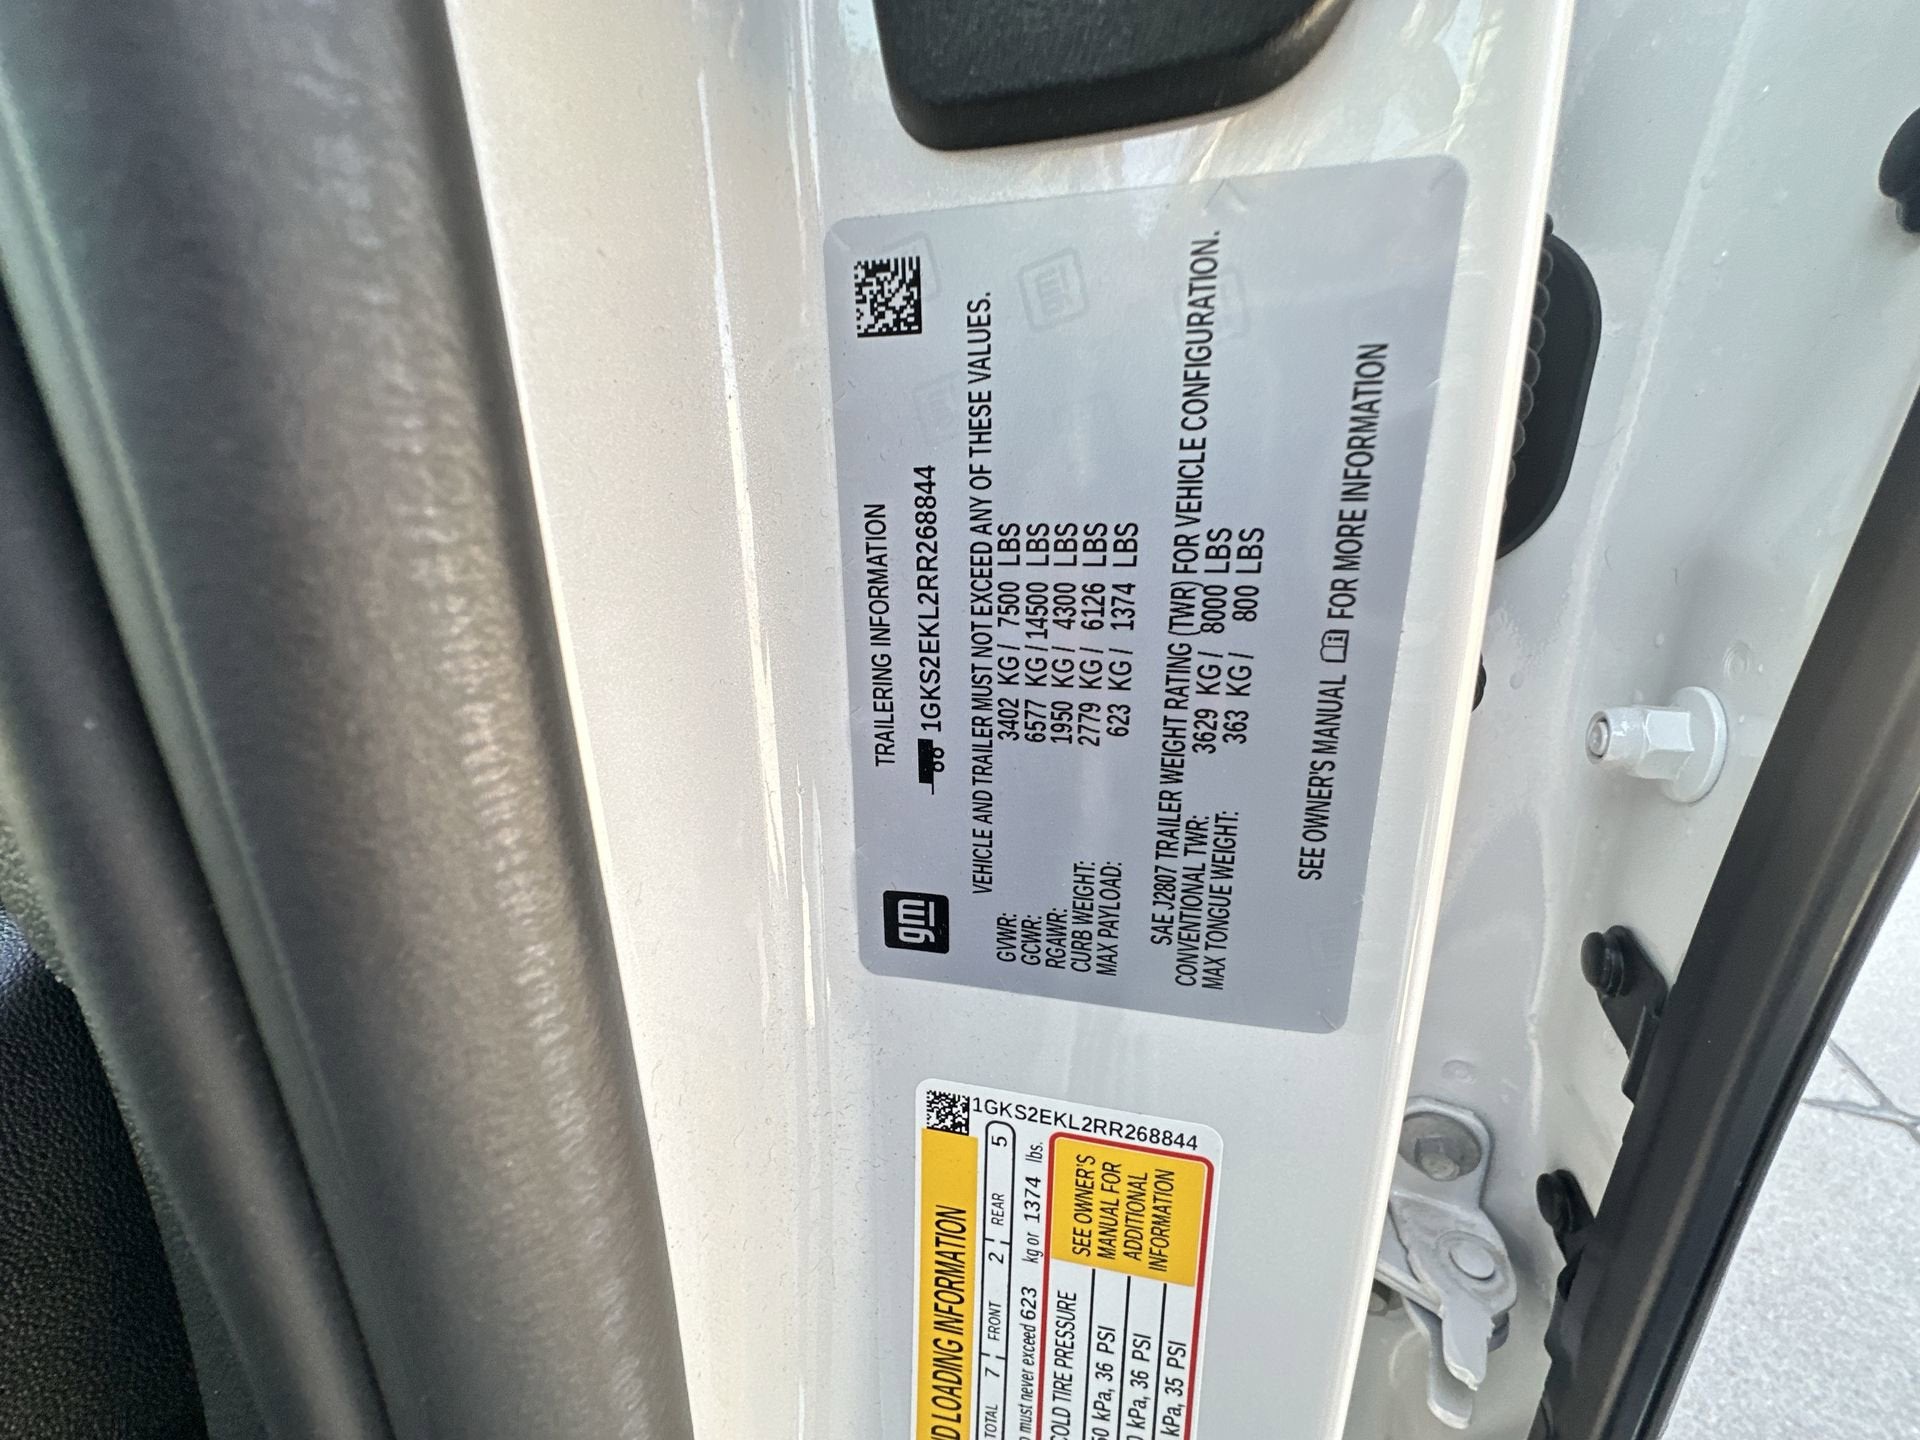 gm
TRAILERING INFORMATION
1GKS2EKL2RR268844
VEHICLE AND TRAILER MUST NOT EXCEED ANY OF THESE VALUES.
GVWR: 3402 KG / 7500 LBS
GCWR: 6577 KG / 14500 LBS
RGAWR: 1950 KG / 4300 LBS
CURB WEIGHT: 2779 KG / 6126 LBS
MAX PAYLOAD: 623 KG / 1374 LBS
SAE J2807 TRAILER WEIGHT RATING (TWR) FOR VEHICLE CONFIGURATION.
CONVENTIONAL TWR: 3629 KG / 8000 LBS
MAX TONGUE WEIGHT: 363 KG / 800 LBS
SEE OWNER'S MANUAL FOR MORE INFORMATION
1GKS2EKL2RR268844
LOADING INFORMATION
TOTAL 7 FRONT 2 REAR 5
must never exceed 623 kg or 1374 lbs.
TIRE PRESSURE
kPa, 36 PSI
kPa, 36 PSI
kPa, 35 PSI
SEE OWNER'S
MANUAL FOR
ADDITIONAL
INFORMATION